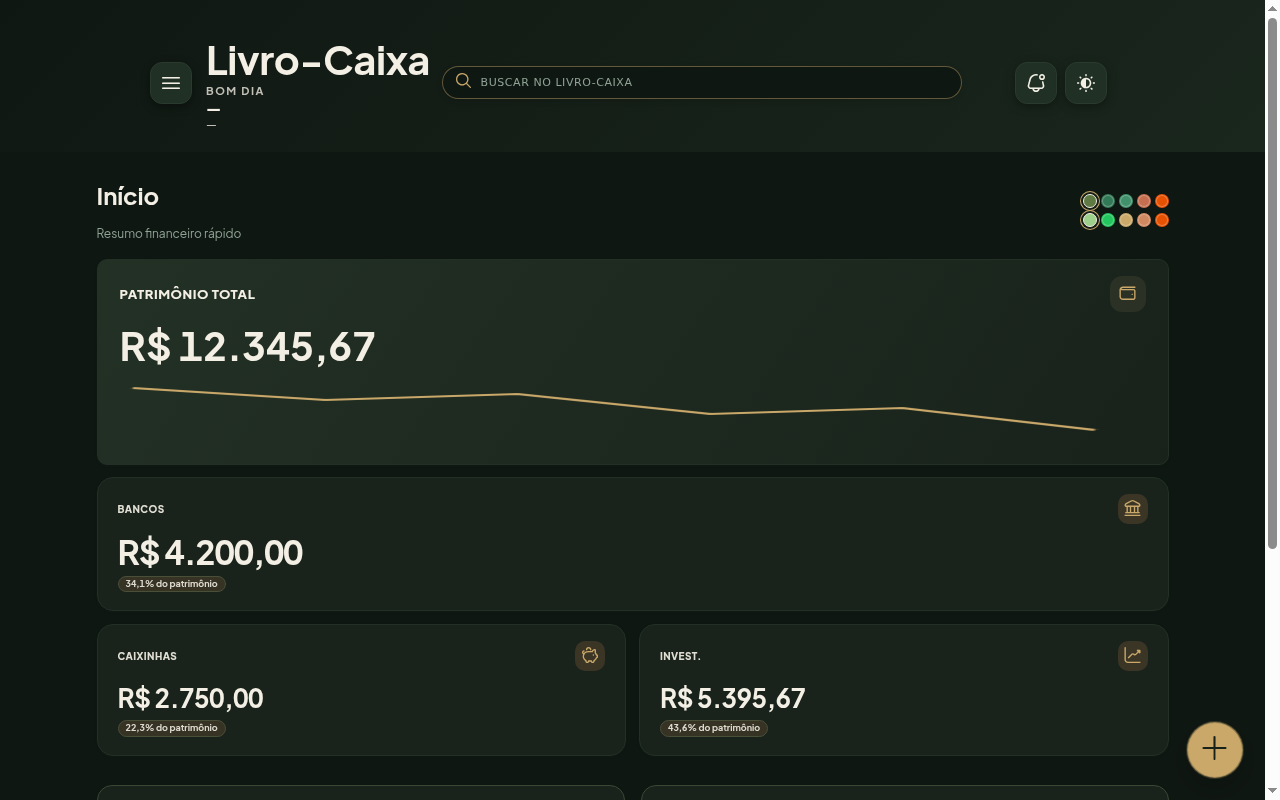 Livro-Caixa
BOM DIA
—
—
BUSCAR NO LIVRO-CAIXA
Início
Resumo financeiro rápido
PATRIMÔNIO TOTAL
R$ 12.345,67
BANCOS
R$ 4.200,00
34,1% do patrimônio
CAIXINHAS
R$ 2.750,00
22,3% do patrimônio
INVEST.
R$ 5.395,67
43,6% do patrimônio